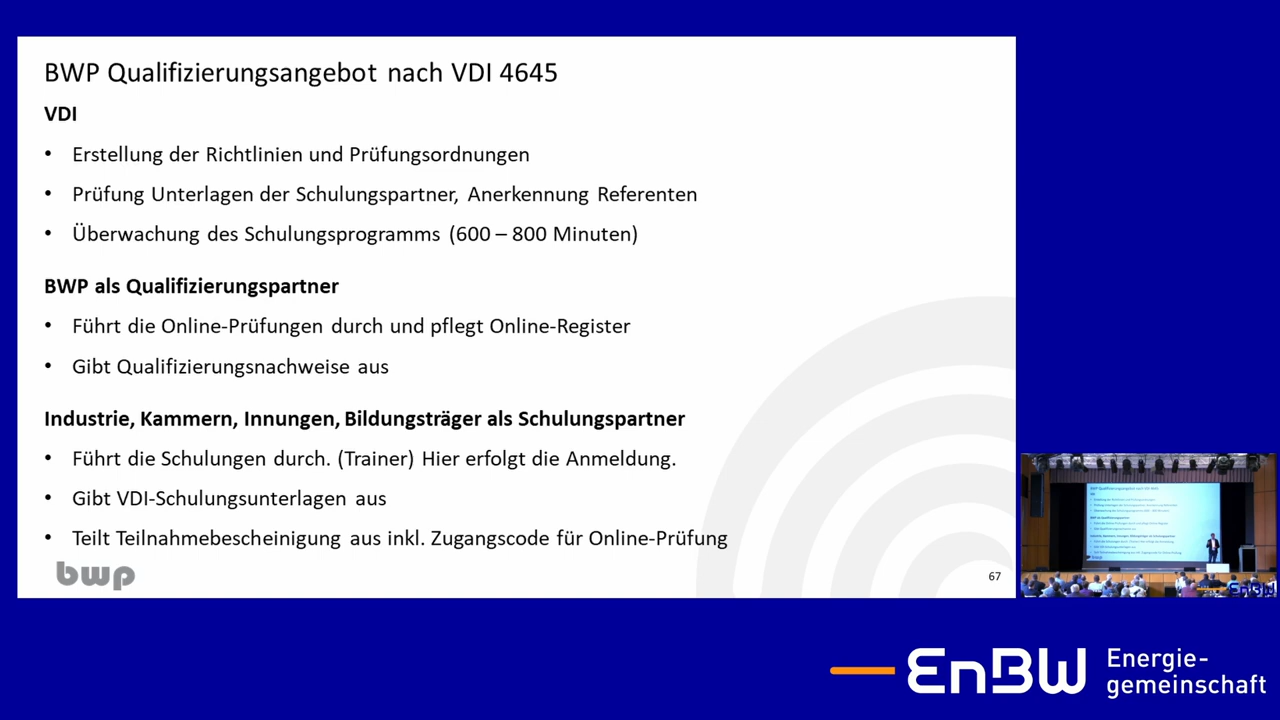 BWP Qualifizierungsangebot nach VDI 4645
VDI
• Erstellung der Richtlinien und Prüfungsordnungen
• Prüfung Unterlagen der Schulungspartner, Anerkennung Referenten
• Überwachung des Schulungsprogramms (600 – 800 Minuten)
BWP als Qualifizierungspartner
• Führt die Online-Prüfungen durch und pflegt Online-Register
• Gibt Qualifizierungsnachweise aus
Industrie, Kammern, Innungen, Bildungsträger als Schulungspartner
• Führt die Schulungen durch. (Trainer) Hier erfolgt die Anmeldung.
• Gibt VDI-Schulungsunterlagen aus
• Teilt Teilnahmebescheinigung aus inkl. Zugangscode für Online-Prüfung
bwp
67
EnBW
EnBW
Energie-
gemeinschaft